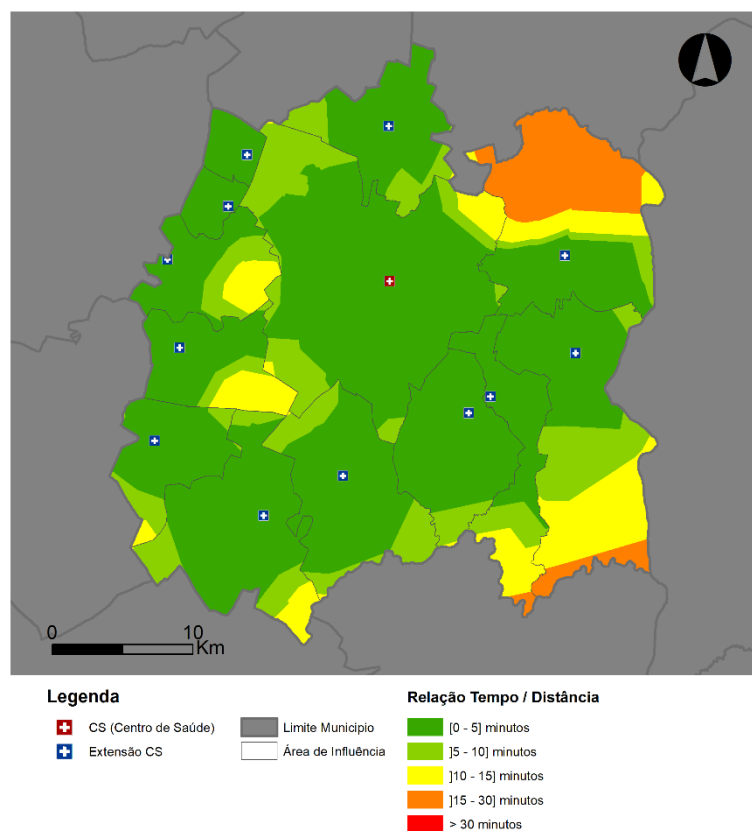 0 10
Km
Legenda
CS (Centro de Saúde)
Extensão CS
Limite Municipio
Área de Influência
Relação Tempo / Distância
[0 - 5] minutos
]5 - 10] minutos
]10 - 15] minutos
]15 - 30] minutos
> 30 minutos